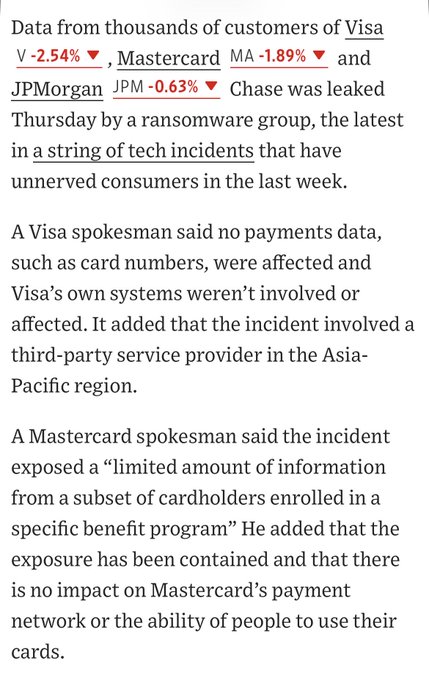 Data from thousands of customers of Visa
V -2.54% ▼ , Mastercard MA -1.89% ▼ and
JPMorgan JPM -0.63% ▼ Chase was leaked
Thursday by a ransomware group, the latest
in a string of tech incidents that have
unnerved consumers in the last week.
A Visa spokesman said no payments data,
such as card numbers, were affected and
Visa’s own systems weren’t involved or
affected. It added that the incident involved a
third-party service provider in the Asia-
Pacific region.
A Mastercard spokesman said the incident
exposed a “limited amount of information
from a subset of cardholders enrolled in a
specific benefit program” He added that the
exposure has been contained and that there
is no impact on Mastercard’s payment
network or the ability of people to use their
cards.